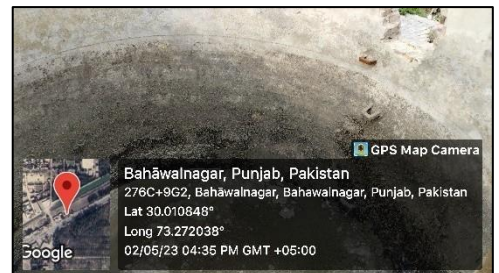 GPS Map Camera
Bahāwalnagar, Punjab, Pakistan
276C+9G2, Bahāwalnagar, Bahawalnagar, Punjab, Pakistan
Lat 30.010848°
Long 73.272038°
02/05/23 04:35 PM GMT +05:00
Google